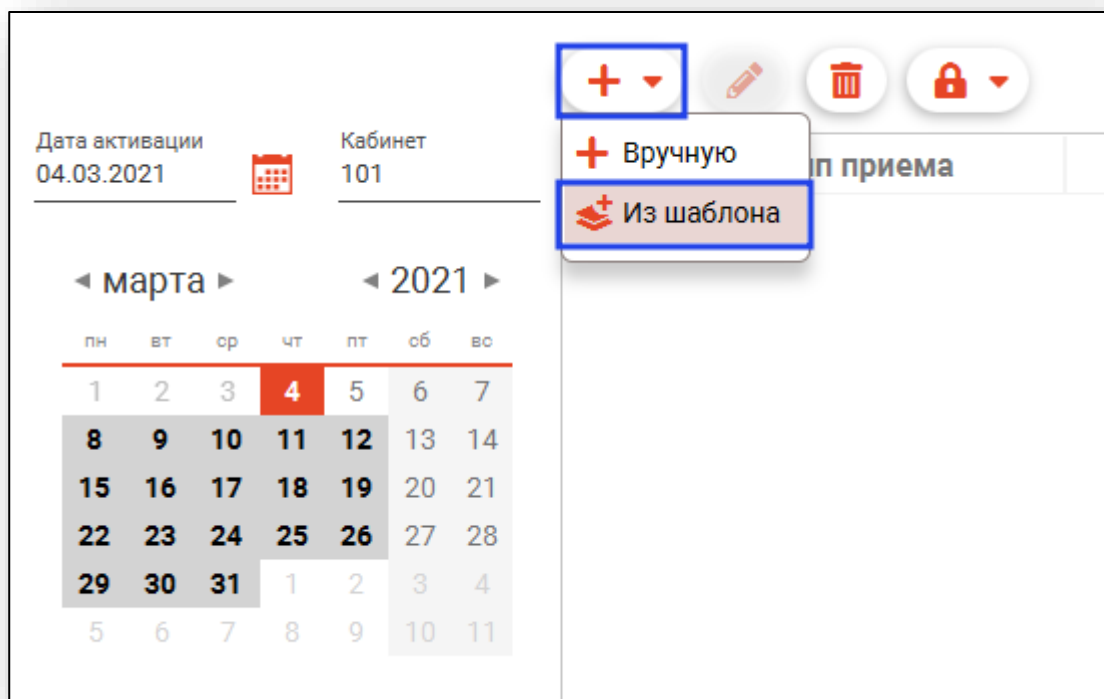 Дата активации
04.03.2021
Кабинет
101
Вручную
Из шаблона
приема
марта 2021
пн вт ср чт пт сб вс
1 2 3 4 5 6 7
8 9 10 11 12 13 14
15 16 17 18 19 20 21
22 23 24 25 26 27 28
29 30 31 1 2 3 4
5 6 7 8 9 10 11